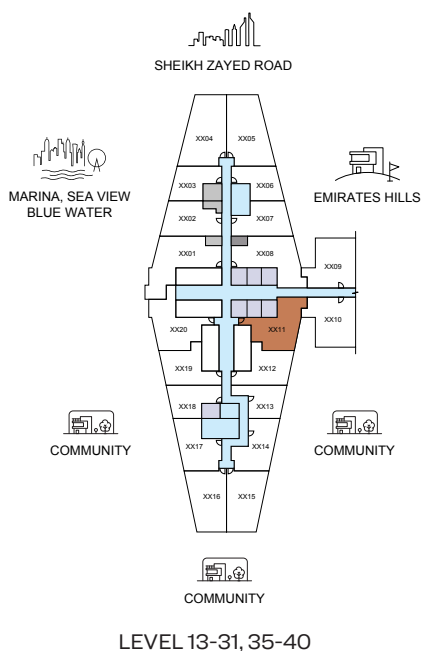 SHEIKH ZAYED ROAD
MARINA, SEA VIEW
BLUE WATER
EMIRATES HILLS
XX04
XX05
XX03
XX06
XX02
XX07
XX01
XX08
XX09
XX10
XX20
XX11
XX19
XX12
XX18
XX13
XX17
XX14
XX16
XX15
COMMUNITY
COMMUNITY
COMMUNITY
LEVEL 13-31, 35-40